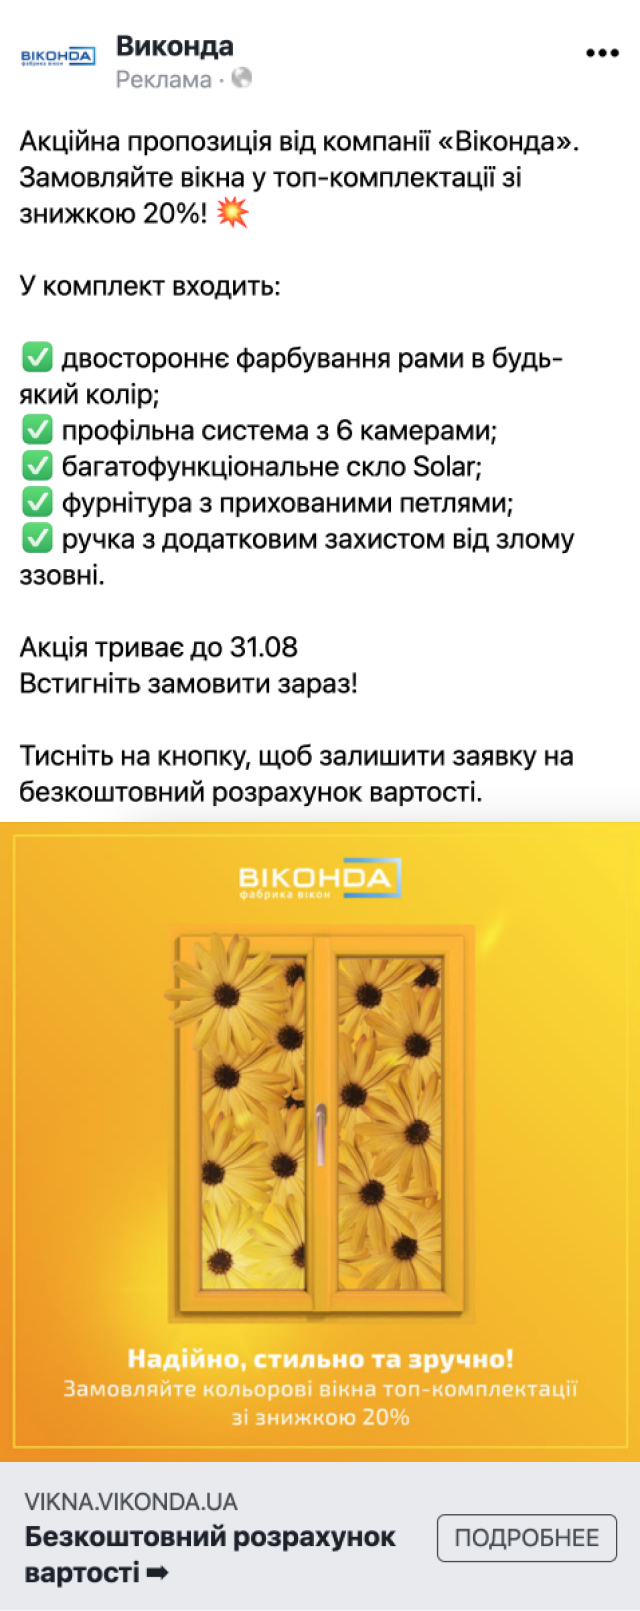 ВІКОНДА
фабрика вікон
Виконда
Реклама ·
Акційна пропозиція від компанії «Віконда».
Замовляйте вікна у топ-комплектації зі
знижкою 20%! 💥
У комплект входить:
✅ двостороннє фарбування рами в будь-
який колір;
✅ профільна система з 6 камерами;
✅ багатофункціональне скло Solar;
✅ фурнітура з прихованими петлями;
✅ ручка з додатковим захистом від злому
ззовні.
Акція триває до 31.08
Встигніть замовити зараз!
Тисніть на кнопку, щоб залишити заявку на
безкоштовний розрахунок вартості.
ВІКОНДА
фабрика вікон
Надійно, стильно та зручно!
Замовляйте кольорові вікна топ-комплектації
зі знижкою 20%
VIKNA.VIKONDA.UA
Безкоштовний розрахунок
вартості ➡
ПОДРОБНЕЕ